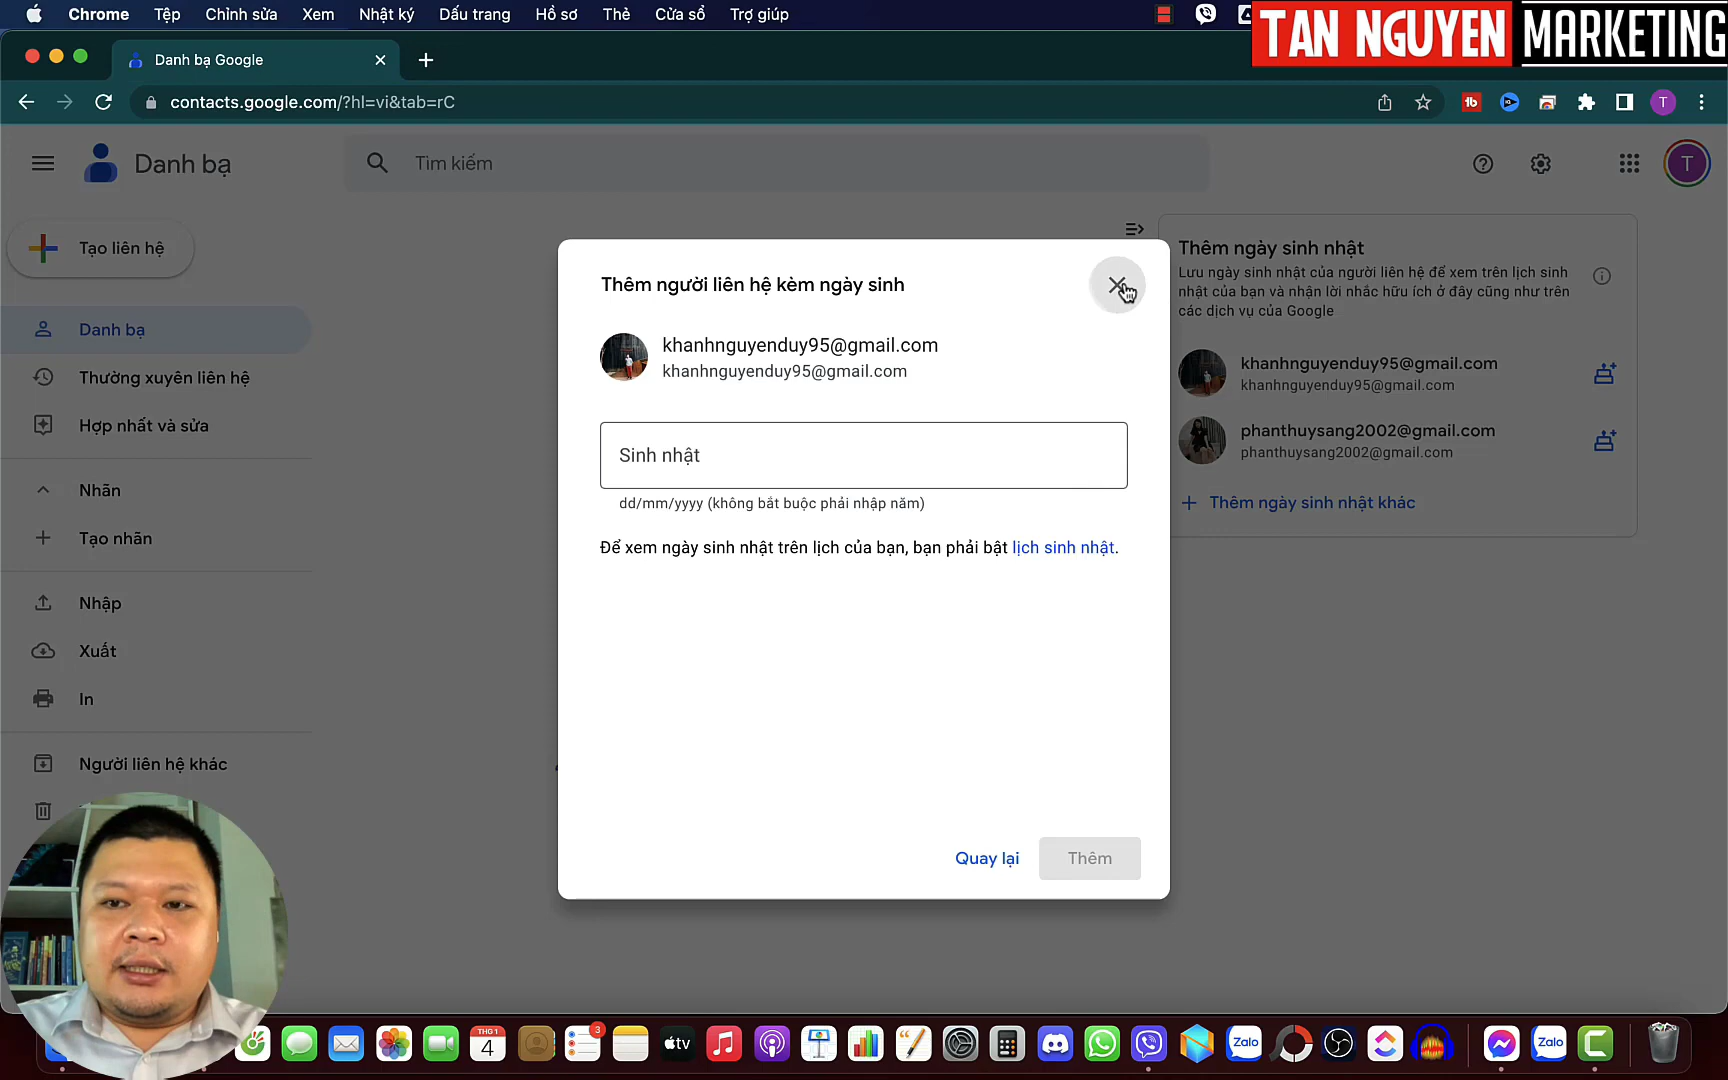 Chrome Tệp Chỉnh sửa Xem Nhật ký Dấu trang Hồ sơ Thẻ Cửa sổ Trợ giúp
TAN NGUYEN MARKETING
Danh bạ Google
contacts.google.com/?hl=vi&tab=rC
T
Danh bạ
Tìm kiếm
T
Tạo liên hệ
Danh bạ
Thường xuyên liên hệ
Hợp nhất và sửa
Nhãn
Tạo nhãn
Nhập
Xuất
In
Người liên hệ khác
Thêm người liên hệ kèm ngày sinh
khanhnguyenduy95@gmail.com
khanhnguyenduy95@gmail.com
Sinh nhật
dd/mm/yyyy (không bắt buộc phải nhập năm)
Để xem ngày sinh nhật trên lịch của bạn, bạn phải bật lịch sinh nhật.
Quay lại
Thêm
Thêm ngày sinh nhật
Lưu ngày sinh nhật của người liên hệ để xem trên lịch sinh
nhật của bạn và nhận lời nhắc hữu ích ở đây cũng như trên
các dịch vụ của Google
khanhnguyenduy95@gmail.com
khanhnguyenduy95@gmail.com
phanthuysang2002@gmail.com
phanthuysang2002@gmail.com
Thêm ngày sinh nhật khác
THG 1
4
3
tv
Zalo
Zalo